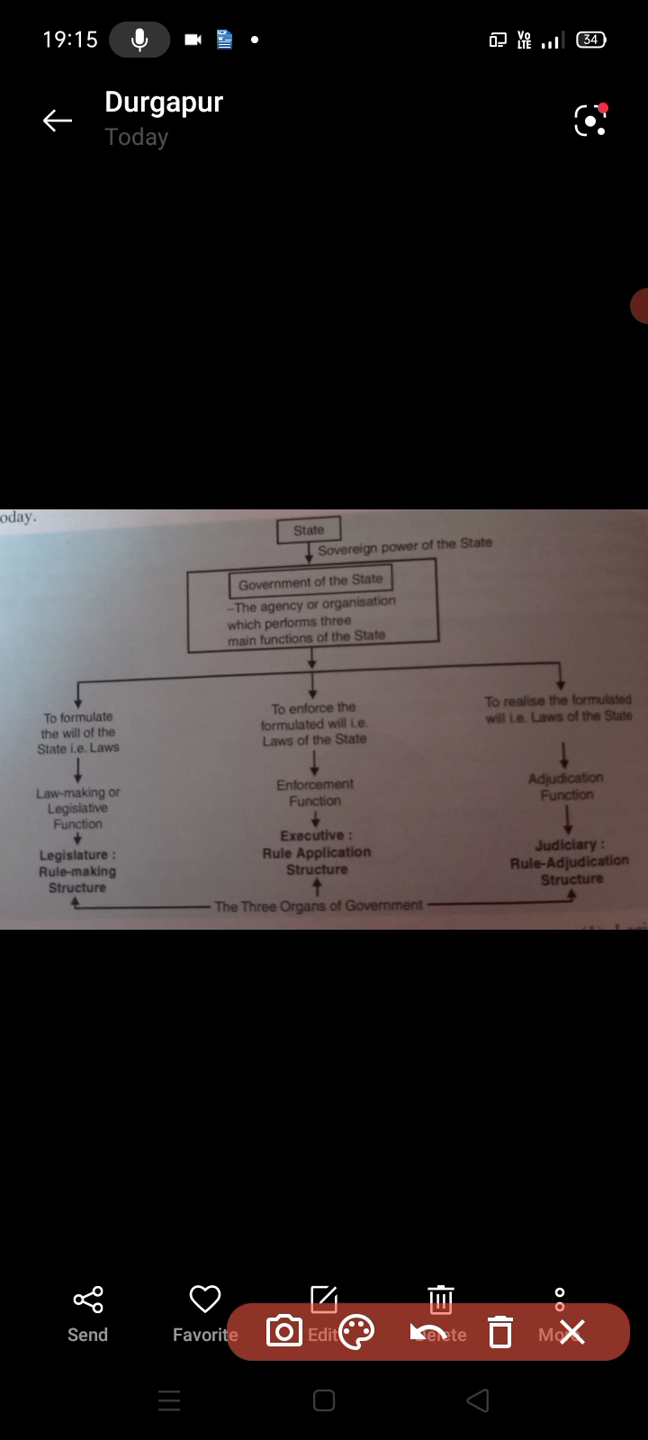 19:15
34
Durgapur
Today
oday.
State
Sovereign power of the State
Government of the State
–The agency or organisation
which performs three
main functions of the State
To formulate
the will of the
State i.e. Laws
Law-making or
Legislative
Function
Legislature :
Rule-making
Structure
To enforce the
formulated will i.e.
Laws of the State
Enforcement
Function
Executive :
Rule Application
Structure
To realise the formulated
will i.e. Laws of the State
Adjudication
Function
Judiciary :
Rule-Adjudication
Structure
The Three Organs of Government
Send
Favorite
Edit
More